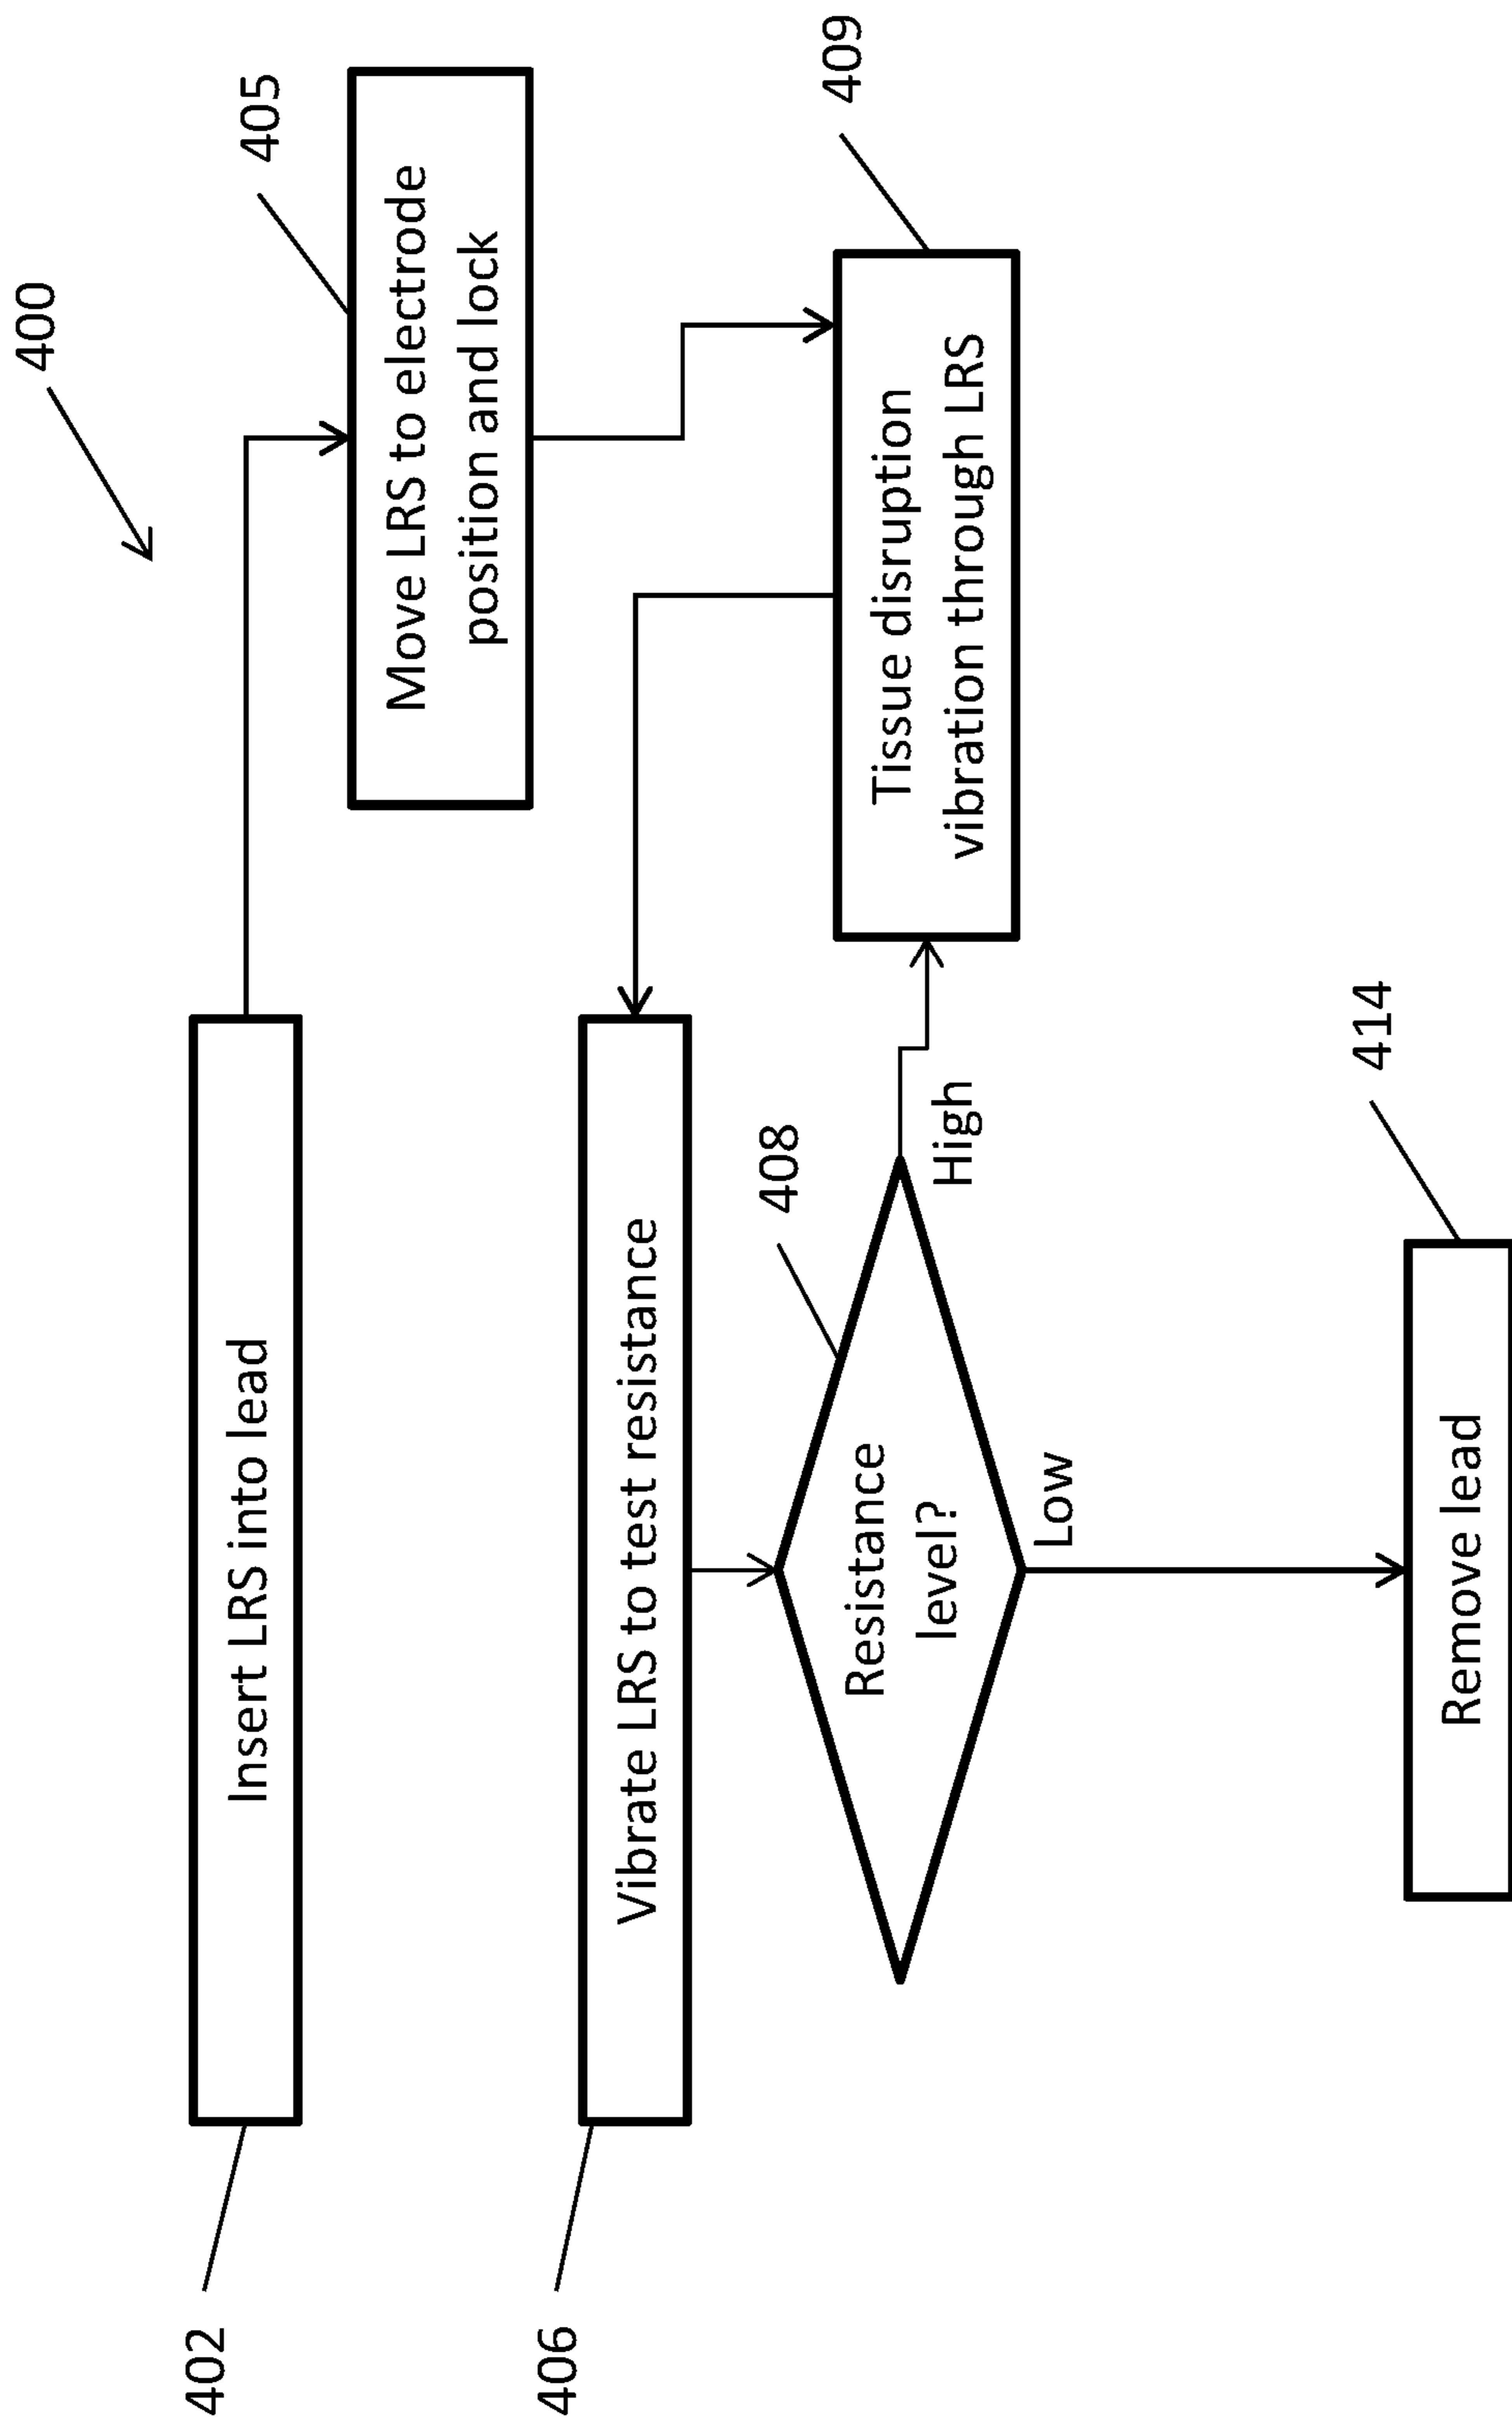 400
402
Insert LRS into lead
405
Move LRS to electrode
position and lock
406
Vibrate LRS to test resistance
408
Resistance
level?
High
Low
409
Tissue disruption
vibration through LRS
414
Remove lead